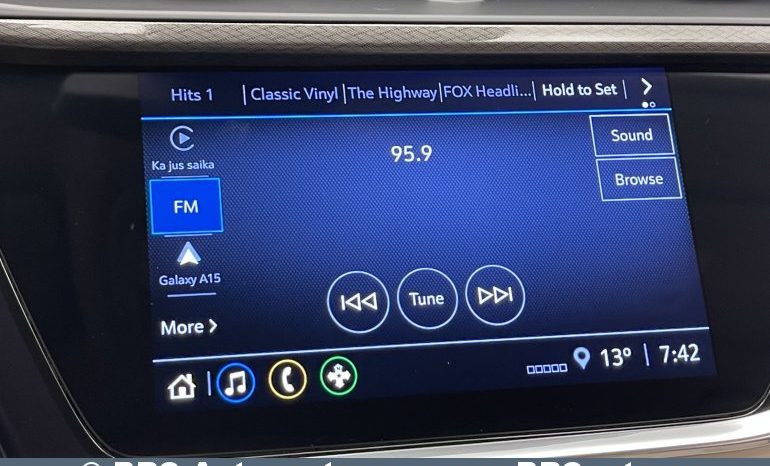 Hits 1 | Classic Vinyl | The Highway | FOX Headli... | Hold to Set |
Ka jus saika
95.9
Sound
FM
Browse
Galaxy A15
Tune
More
13° | 7:42